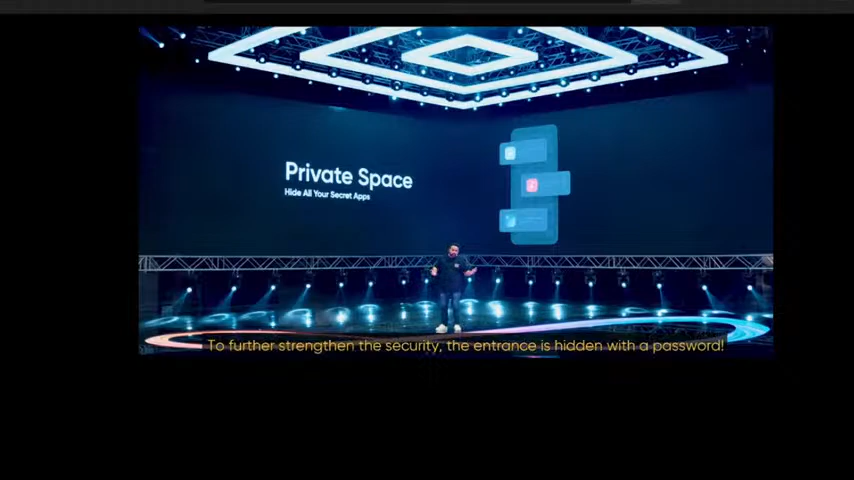 Private Space
Hide All Your Secret Apps
To further strengthen the security, the entrance is hidden with a password!